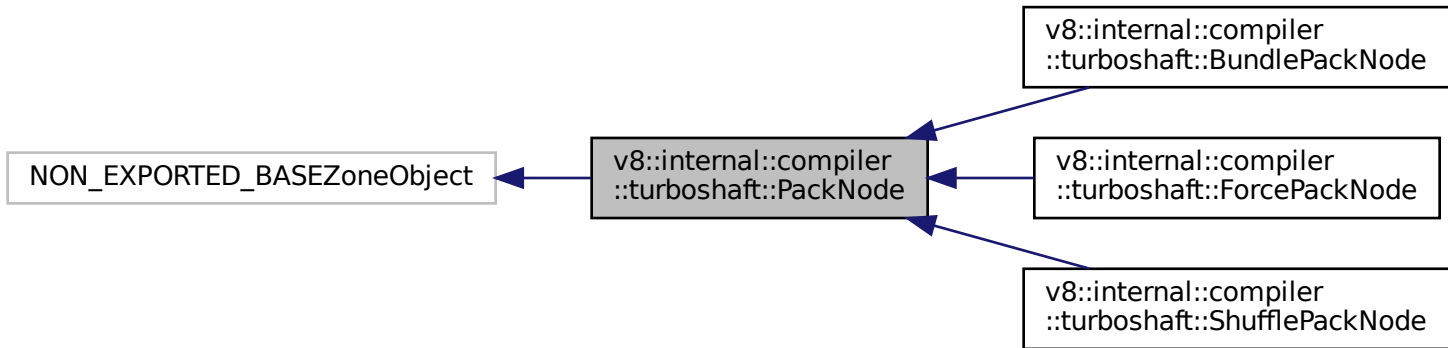 NON_EXPORTED_BASEZoneObject
v8::internal::compiler
::turboshaft::PackNode
v8::internal::compiler
::turboshaft::BundlePackNode
v8::internal::compiler
::turboshaft::ForcePackNode
v8::internal::compiler
::turboshaft::ShufflePackNode